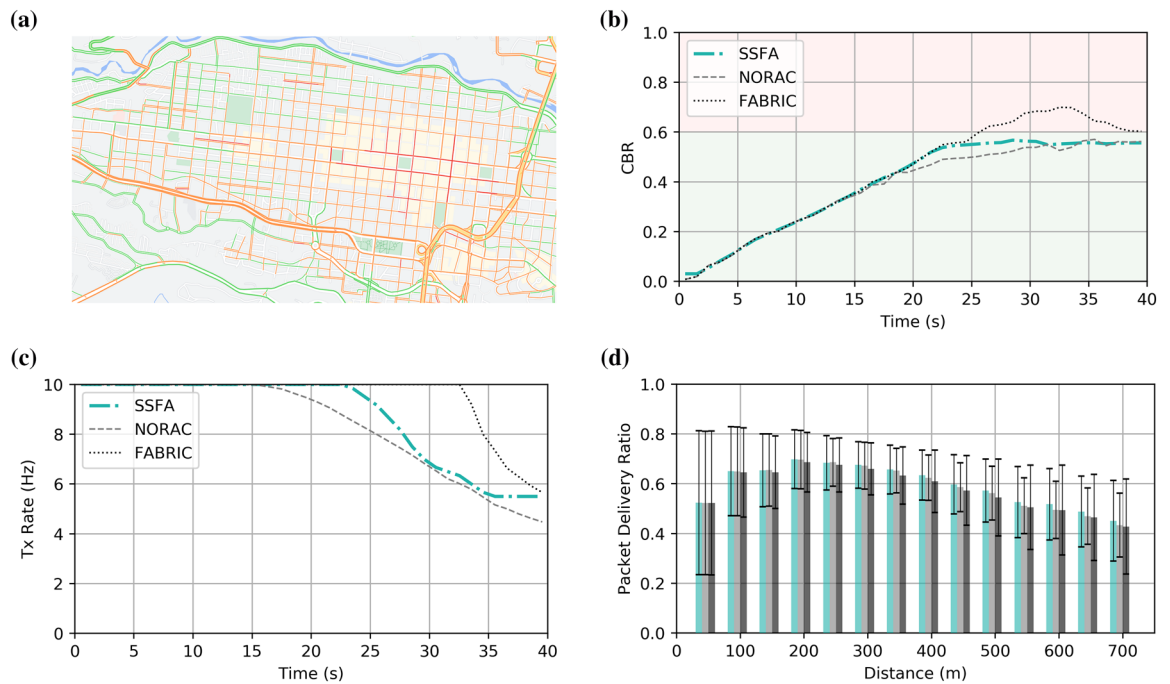 (a)
(b)
1.0
0.8
0.6
0.4
0.2
0.0
CBR
SSFA
NORAC
FABRIC
0 5 10 15 20 25 30 35 40
Time (s)
(c)
10
8
6
4
2
0
Tx Rate (Hz)
SSFA
NORAC
FABRIC
0 5 10 15 20 25 30 35 40
Time (s)
(d)
1.0
0.8
0.6
0.4
0.2
0.0
Packet Delivery Ratio
0 100 200 300 400 500 600 700
Distance (m)